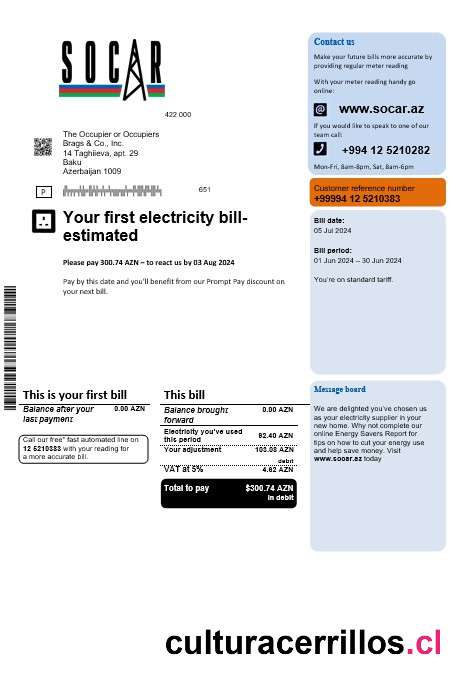 SOCAR
Contact us
Make your future bills more accurate by
providing regular meter reading
With your meter reading handy go
online:
@ www.socar.az
If you would like to speak to one of our
team call:
+994 12 5210282
Mon-Fri, 8am-8pm, Sat, 8am-6pm
Customer reference number
+99994 12 5210383
Bill date:
05 Jul 2024
Bill period:
01 Jun 2024 – 30 Jun 2024
You're on standard tariff.
422 000
The Occupier or Occupiers
Brags & Co., Inc.
14 Taghiieva, apt. 29
Baku
Azerbaijan 1009
P
651
Your first electricity bill-
estimated
Please pay 300.74 AZN – to react us by 03 Aug 2024
Pay by this date and you'll benefit from our Prompt Pay discount on
your next bill.
This is your first bill
Balance after your 0.00 AZN
last payment
Call our free* fast automated line on
12 5210383 with your reading for
a more accurate bill.
This bill
Balance brought 0.00 AZN
forward
Electricity you've used
this period 92.40 AZN
Your adjustment
debit
VAT at 5% 4.62 AZN
Total to pay $300.74 AZN
in debit
Message board
We are delighted you've chosen us
as your electricity supplier in your
new home. Why not complete our
online Energy Savers Report for
tips on how to cut your energy use
and help save money. Visit
www.socar.az today
culturacerrillos.cl